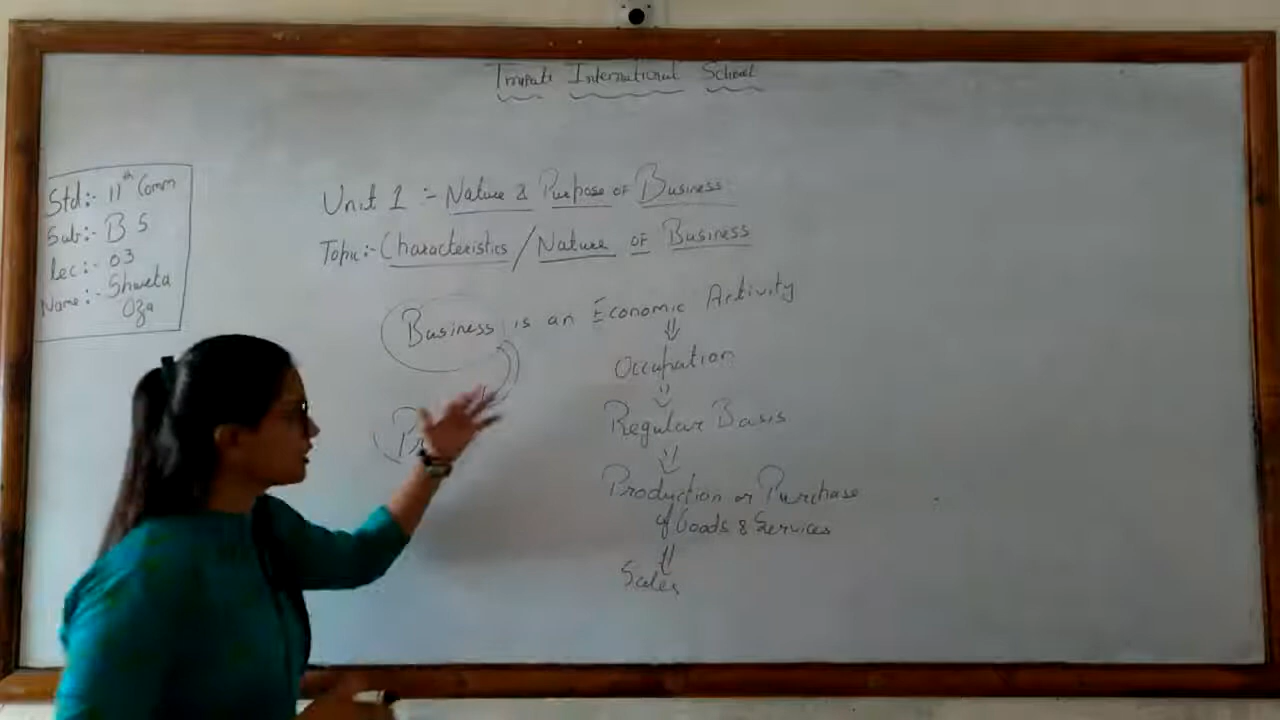 International School
Std:- 11th Comm
Sub:- B S
Lec:- 03
Name:- Shweta
Oza
Unit 1 :- Nature & Purpose of Business
Topic:- Characteristics / Nature of Business
Business is an Economic Activity
Occupation
Regular Basis
Production or Purchase
of Goods & Services
Sales